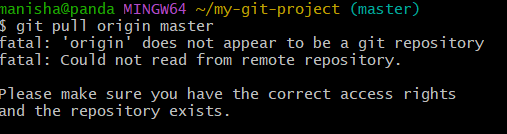 manisha@panda MINGW64 ~/my-git-project (master)
$ git pull origin master
fatal: 'origin' does not appear to be a git repository
fatal: Could not read from remote repository.
Please make sure you have the correct access rights
and the repository exists.